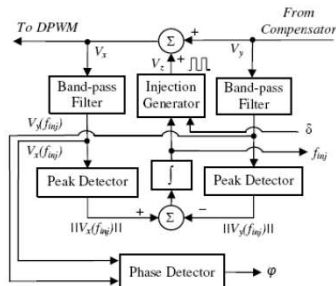 To DPWM
From
Compensator
Σ
+
+
V_x
V_z
V_y
Band-pass
Filter
Injection
Generator
Band-pass
Filter
V_y(f_inj)
V_x(f_inj)
δ
f_inj
Peak Detector
∫
Peak Detector
+
Σ
−
||V_x(f_inj)||
||V_y(f_inj)||
Phase Detector
φ